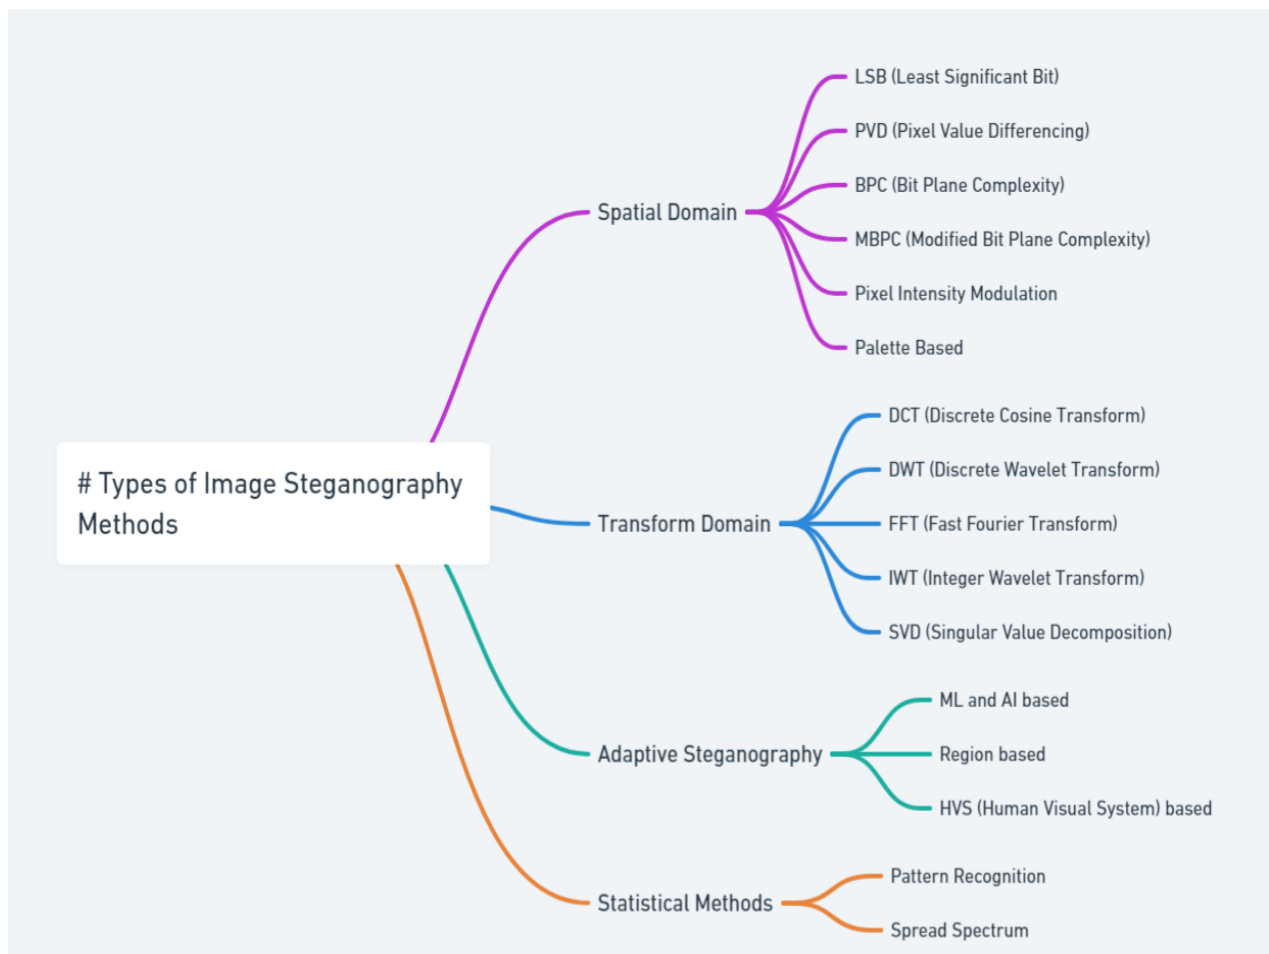 # Types of Image Steganography
Methods
Spatial Domain
LSB (Least Significant Bit)
PVD (Pixel Value Differencing)
BPC (Bit Plane Complexity)
MBPC (Modified Bit Plane Complexity)
Pixel Intensity Modulation
Palette Based
Transform Domain
DCT (Discrete Cosine Transform)
DWT (Discrete Wavelet Transform)
FFT (Fast Fourier Transform)
IWT (Integer Wavelet Transform)
SVD (Singular Value Decomposition)
Adaptive Steganography
ML and AI based
Region based
HVS (Human Visual System) based
Statistical Methods
Pattern Recognition
Spread Spectrum